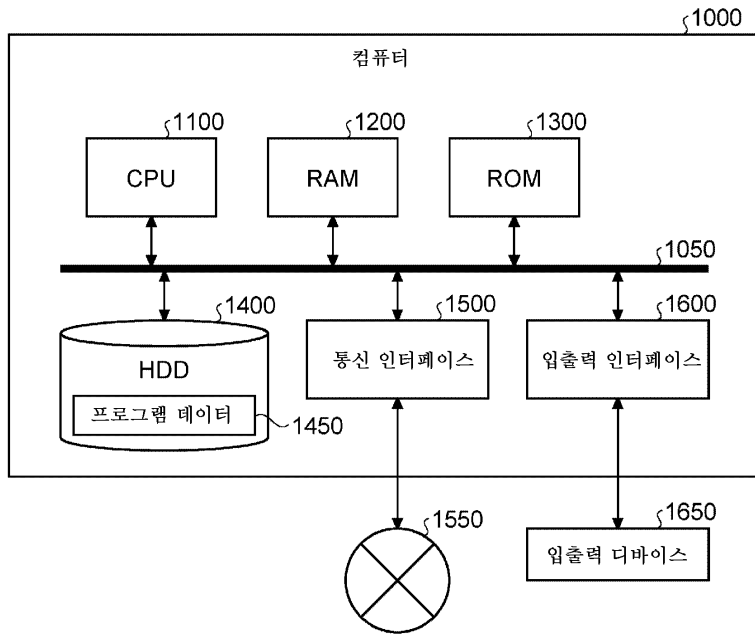 1000
컴퓨터
1100
1200
1300
CPU
RAM
ROM
1050
1400
1500
1600
HDD
통신 인터페이스
입출력 인터페이스
프로그램 데이터
1450
1550
1650
입출력 디바이스